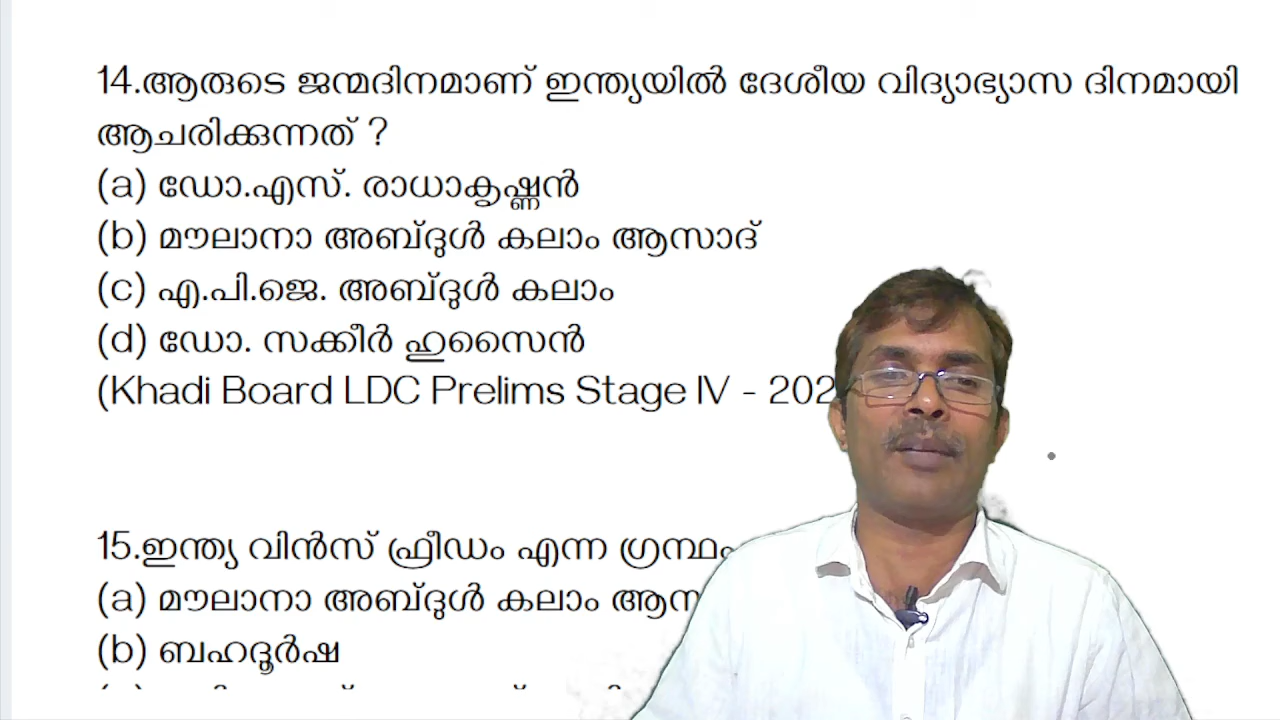 14.ആരുടെ ജന്മദിനമാണ് ഇന്ത്യയിൽ ദേശീയ വിദ്യാഭ്യാസ ദിനമായി
ആചരിക്കുന്നത് ?
(a) ഡോ.എസ്. രാധാകൃഷ്ണൻ
(b) മൗലാനാ അബ്ദുൾ കലാം ആസാദ്
(c) എ.പി.ജെ. അബ്ദുൾ കലാം
(d) ഡോ. സക്കീർ ഹുസൈൻ
(Khadi Board LDC Prelims Stage IV - 202
15.ഇന്ത്യ വിൻസ് ഫ്രീഡം എന്ന
(a) മൗലാനാ അബ്ദുൾ കലാം
(b) ബഹദൂർഷ